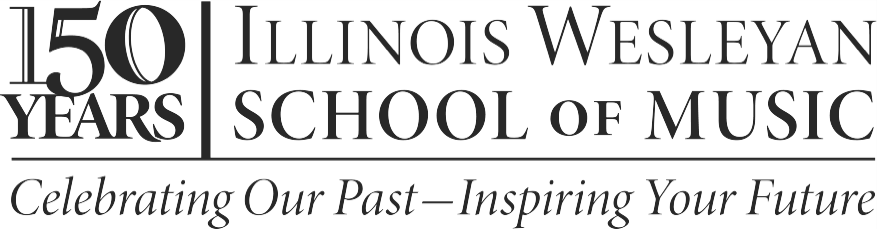 150
YEARS
ILLINOIS WESLEYAN
SCHOOL OF MUSIC
Celebrating Our Past—Inspiring Your Future